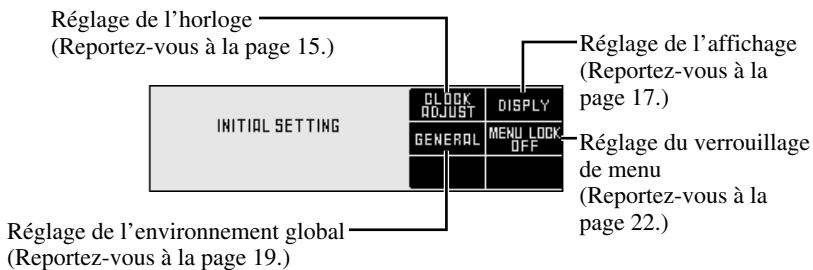 Réglage de l’horloge
(Reportez-vous à la page 15.)
Réglage de l’affichage
(Reportez-vous à la
page 17.)
INITIAL SETTING
CLOCK
ADJUST
DISPLY
GENERAL
MENU LOCK
OFF
Réglage du verrouillage
de menu
(Reportez-vous à la
page 22.)
Réglage de l’environnement global
(Reportez-vous à la page 19.)